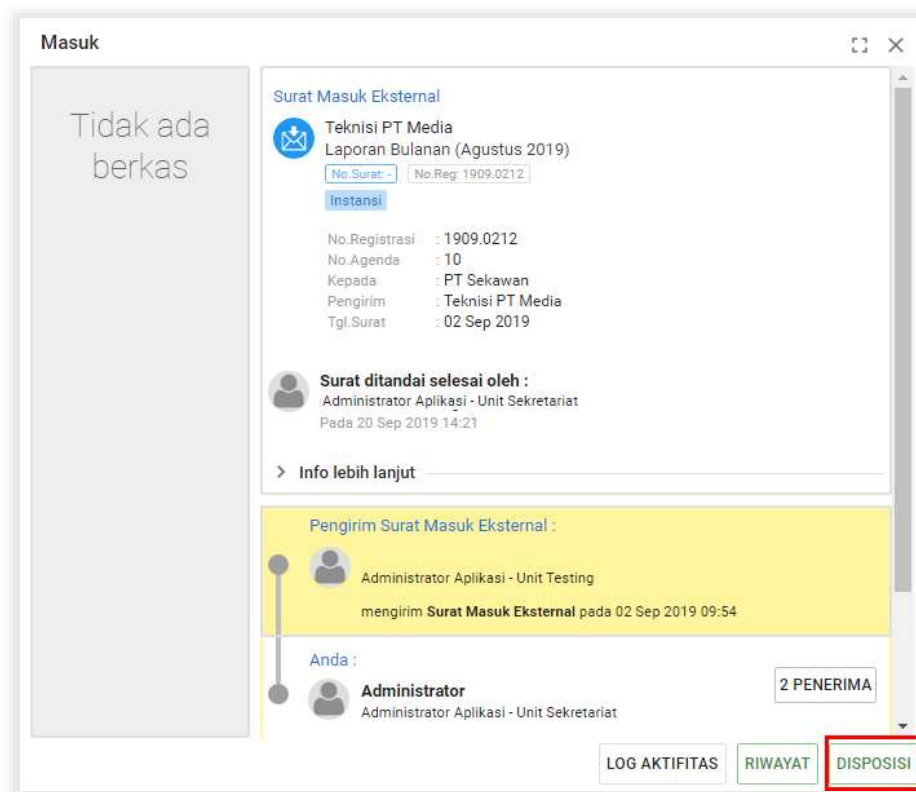 Masuk
Tidak ada
berkas
Surat Masuk Eksternal
Teknisi PT Media
Laporan Bulanan (Agustus 2019)
No.Surat: - No.Reg: 1909.0212
Instansi
No.Registrasi : 1909.0212
No.Agenda : 10
Kepada : PT Sekawan
Pengirim : Teknisi PT Media
Tgl.Surat : 02 Sep 2019
Surat ditandai selesai oleh :
Administrator Aplikasi - Unit Sekretariat
Pada 20 Sep 2019 14:21
Info lebih lanjut
Pengirim Surat Masuk Eksternal :
Administrator Aplikasi - Unit Testing
mengirim Surat Masuk Eksternal pada 02 Sep 2019 09:54
Anda :
Administrator
Administrator Aplikasi - Unit Sekretariat
2 PENERIMA
LOG AKTIFITAS RIWAYAT DISPOSISI